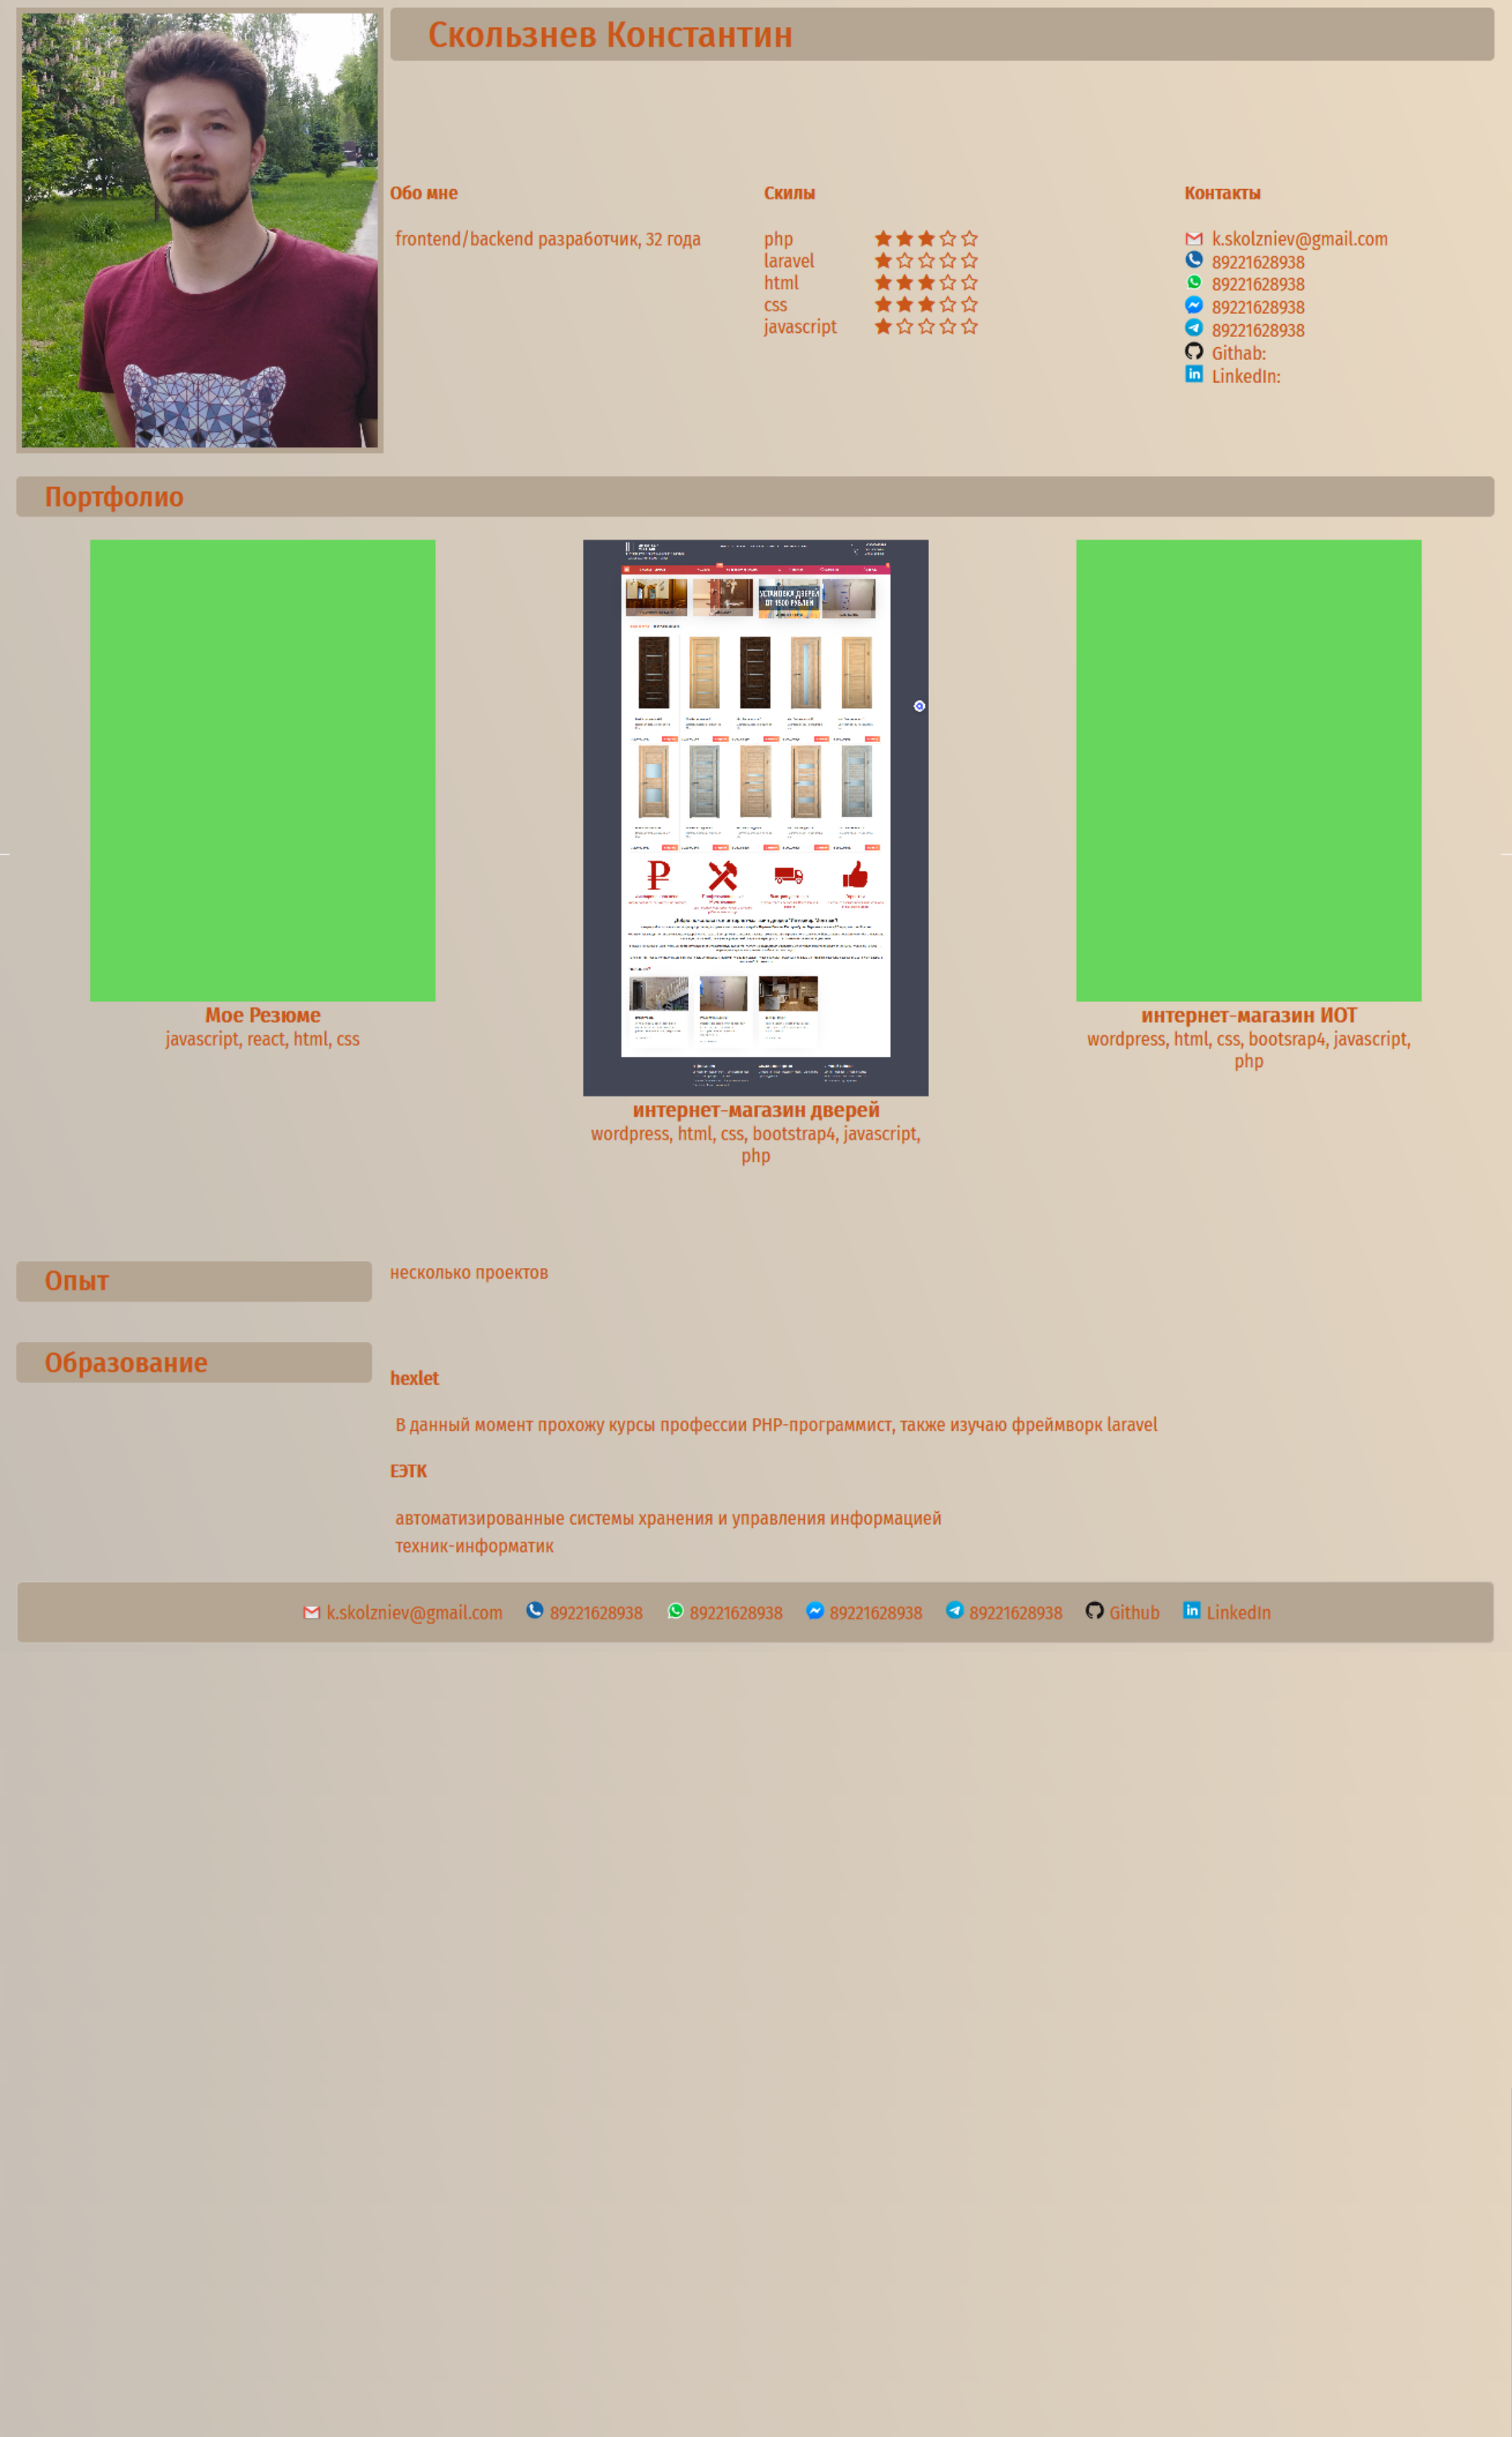 Скользнев Константин
Обо мне
frontend/backend разработчик, 32 года
Скилы
php
laravel
html
css
javascript
Контакты
k.skolzniev@gmail.com
89221628938
89221628938
89221628938
89221628938
Githab:
LinkedIn:
Портфолио
УСТАНОВКА ДВЕРЕЙ
ОТ 1500 РУБЛЕЙ
Мое Резюме
javascript, react, html, css
интернет-магазин дверей
wordpress, html, css, bootstrap4, javascript,
php
интернет-магазин ИОТ
wordpress, html, css, bootsrap4, javascript,
php
Опыт
несколько проектов
Образование
hexlet
В данный момент прохожу курсы профессии PHP-программист, также изучаю фреймворк laravel
ЕЭТК
автоматизированные системы хранения и управления информацией
техник-информатик
k.skolzniev@gmail.com 89221628938 89221628938 89221628938 89221628938 Github LinkedIn